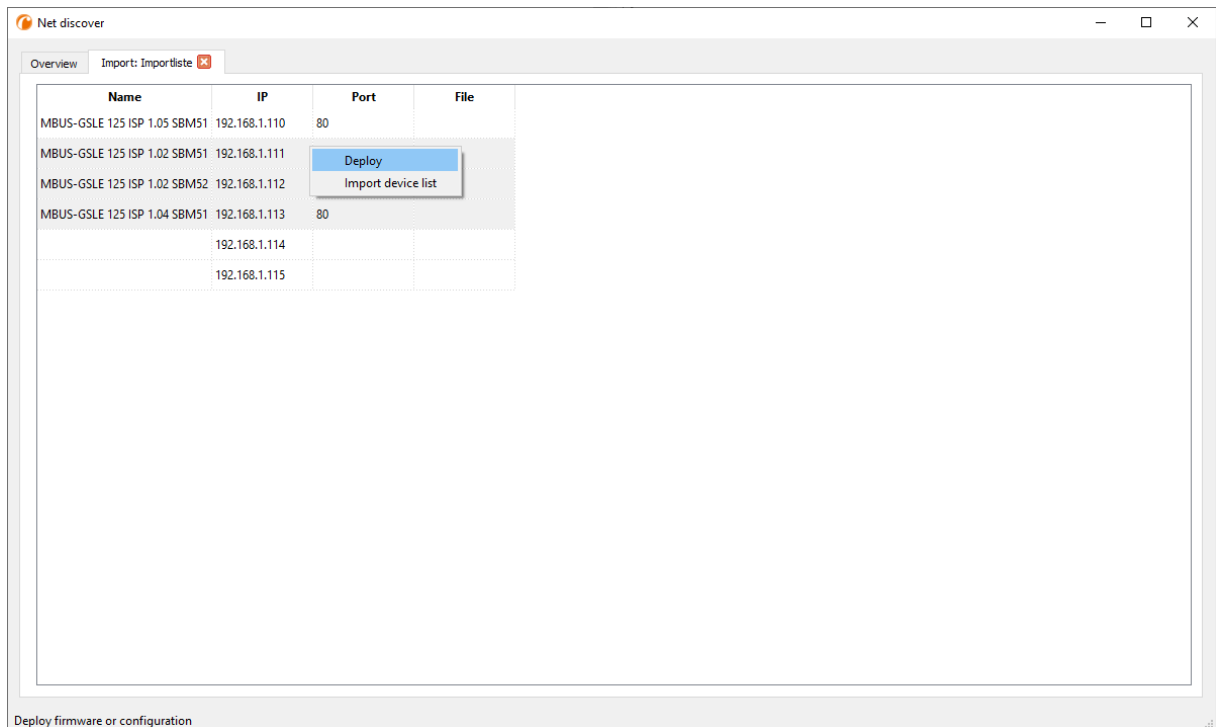 Net discover
Overview Import: Importliste
Name IP Port File
MBUS-GSLE 125 ISP 1.05 SBM51 192.168.1.110 80
MBUS-GSLE 125 ISP 1.02 SBM51 192.168.1.111
Deploy
MBUS-GSLE 125 ISP 1.02 SBM52 192.168.1.112
Import device list
MBUS-GSLE 125 ISP 1.04 SBM51 192.168.1.113 80
192.168.1.114
192.168.1.115
Deploy firmware or configuration